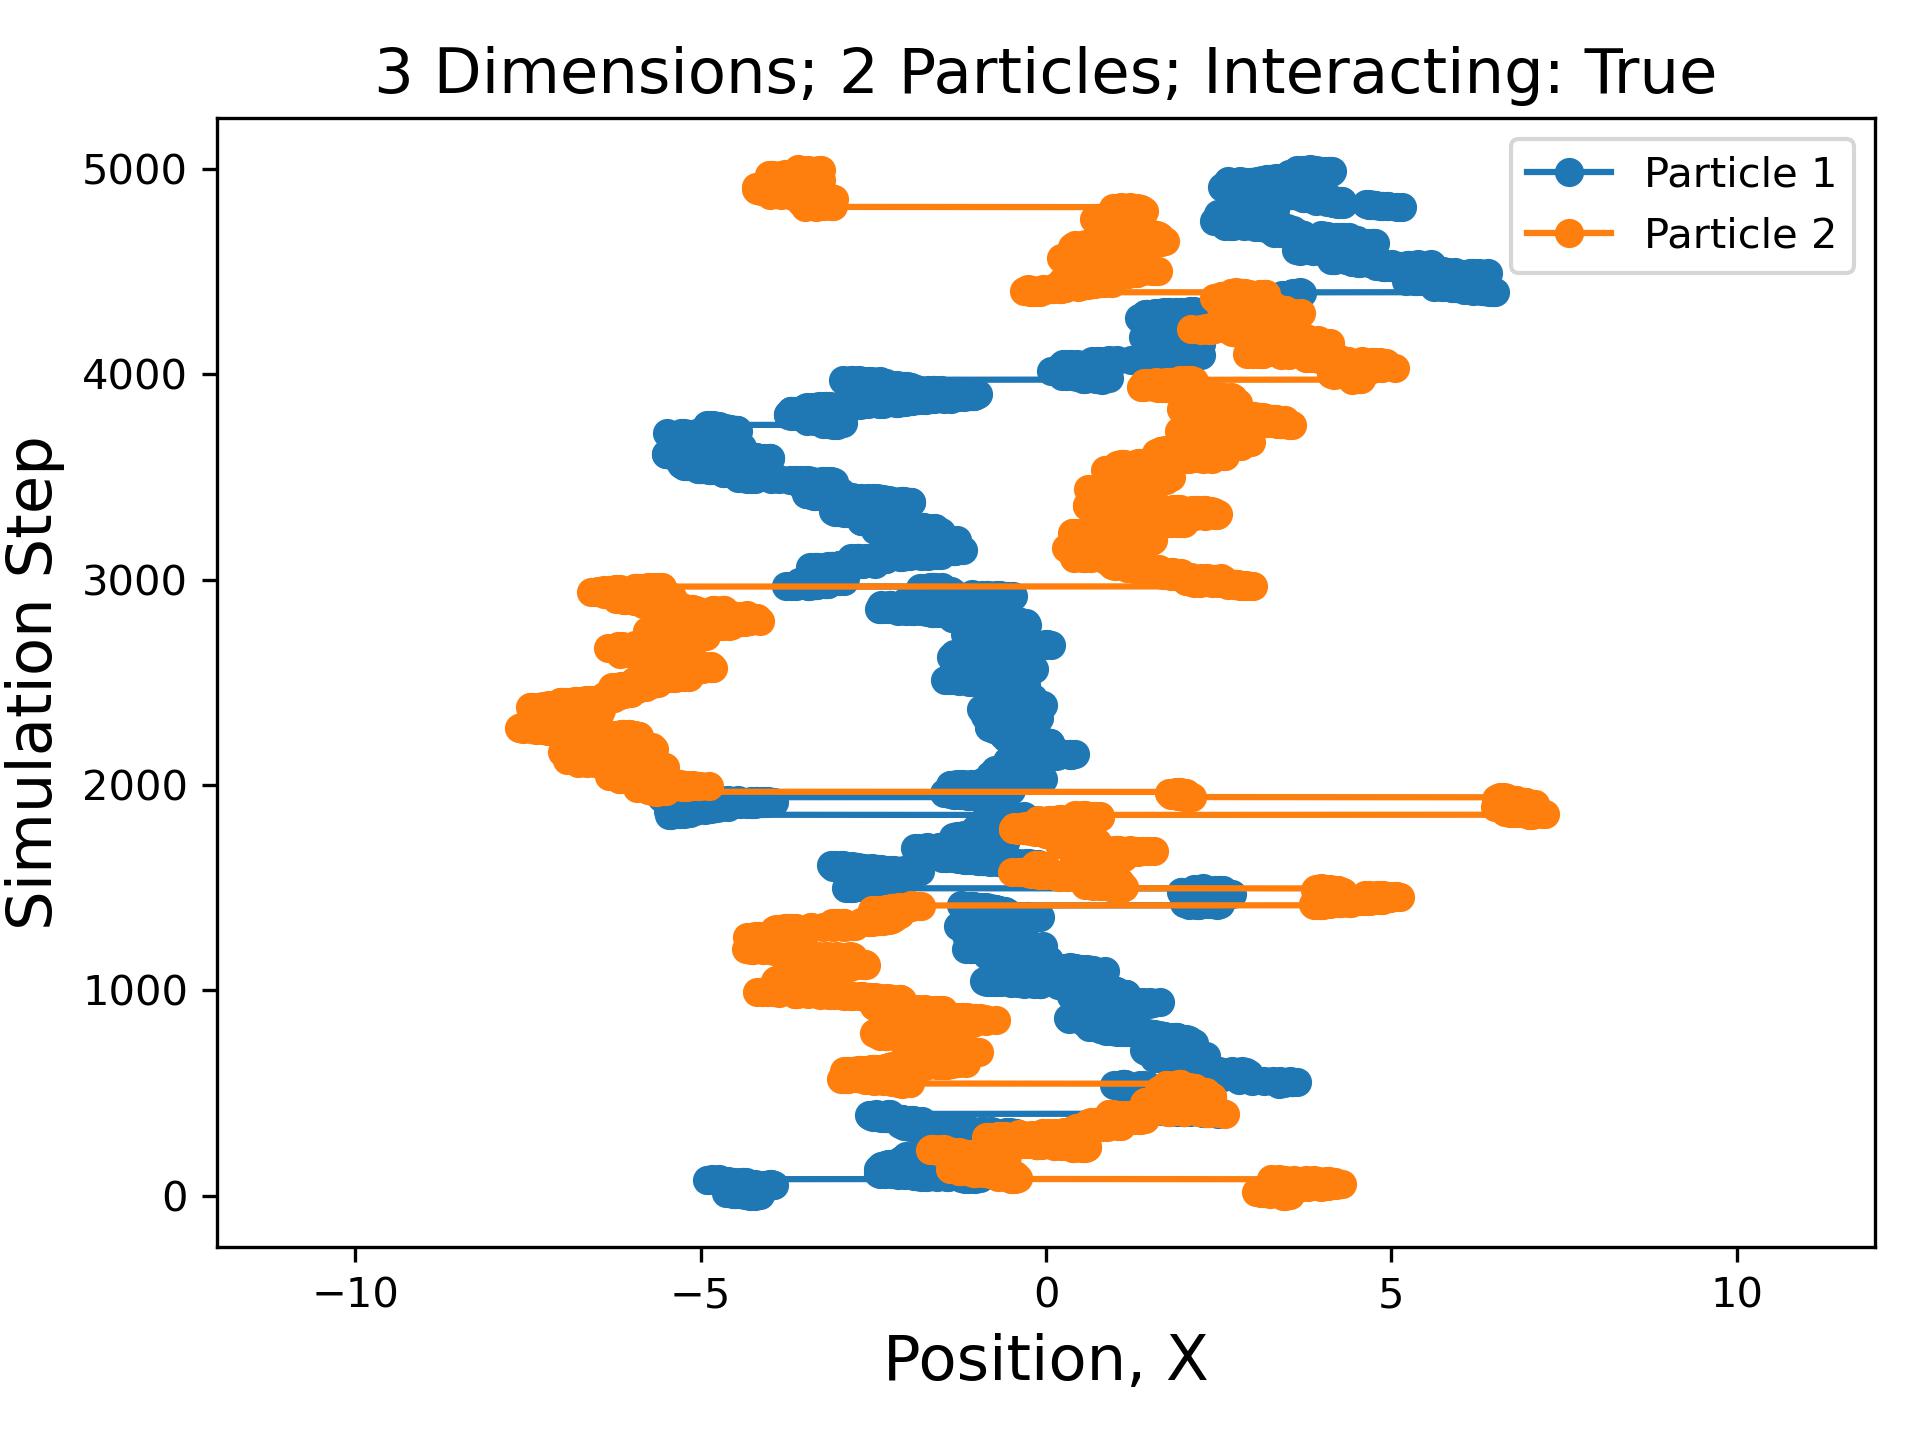 3 Dimensions; 2 Particles; Interacting: True
Particle 1
Particle 2
5000
4000
3000
2000
1000
0
Simulation Step
−10
−5
0
5
10
Position, X